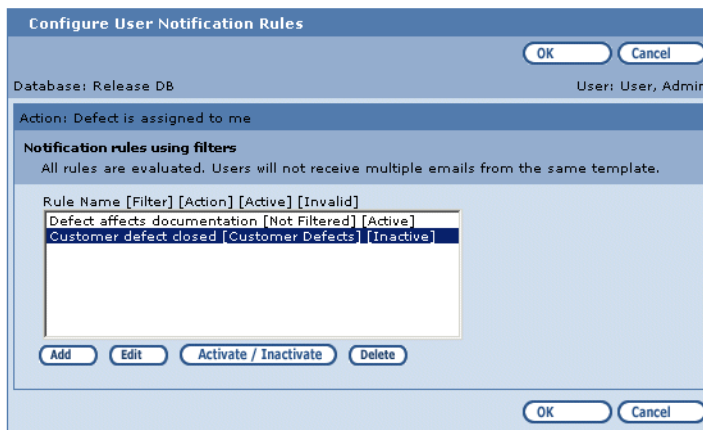 Configure User Notification Rules
OK Cancel
Database: Release DB User: User, Admin
Action: Defect is assigned to me
Notification rules using filters
All rules are evaluated. Users will not receive multiple emails from the same template.
Rule Name [Filter] [Action] [Active] [Invalid]
Defect affects documentation [Not Filtered] [Active]
Customer defect closed [Customer Defects] [Inactive]
Add Edit Activate / Inactivate Delete
OK Cancel